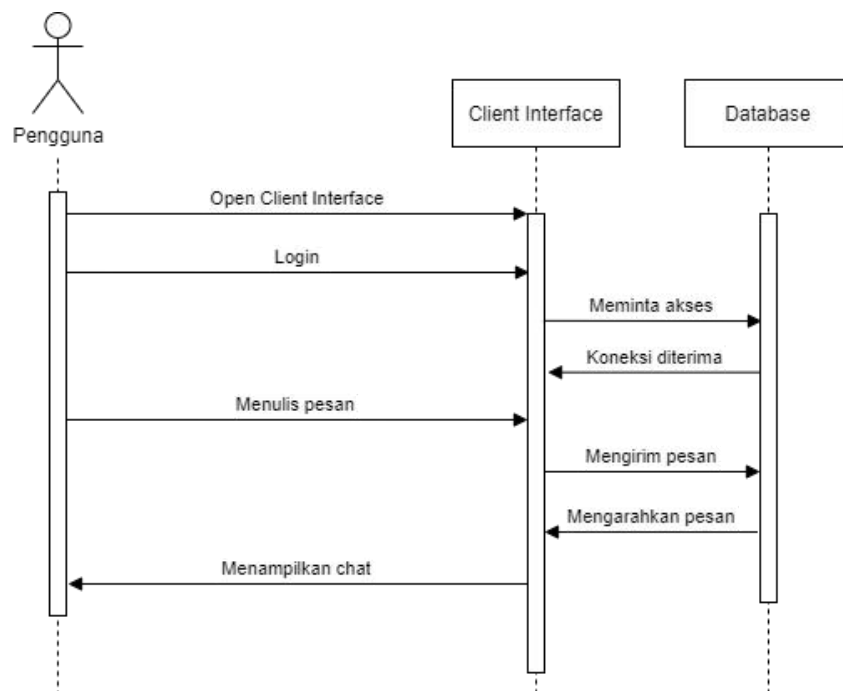 Pengguna
Client Interface
Database
Open Client Interface
Login
Meminta akses
Koneksi diterima
Menulis pesan
Mengirim pesan
Mengarahkan pesan
Menampilkan chat